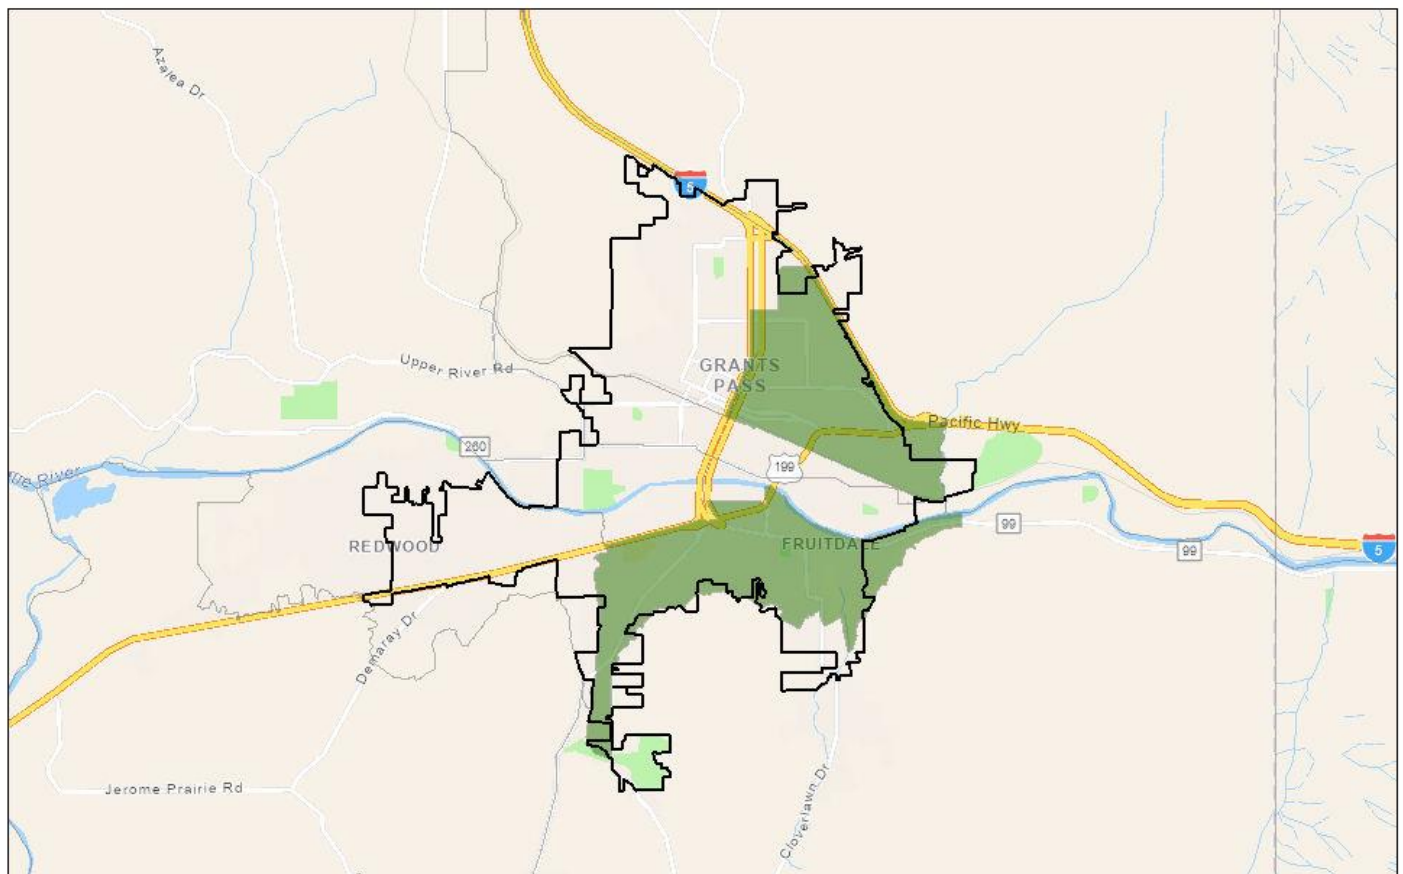 Azalea Dr
5
Upper River Rd
GRANTS
PASS
Pacific Hwy
260
199
River
99
REDWOOD
FRUITDALE
99
5
Demaray Dr
Jerome Prairie Rd
Cloverlawn Dr